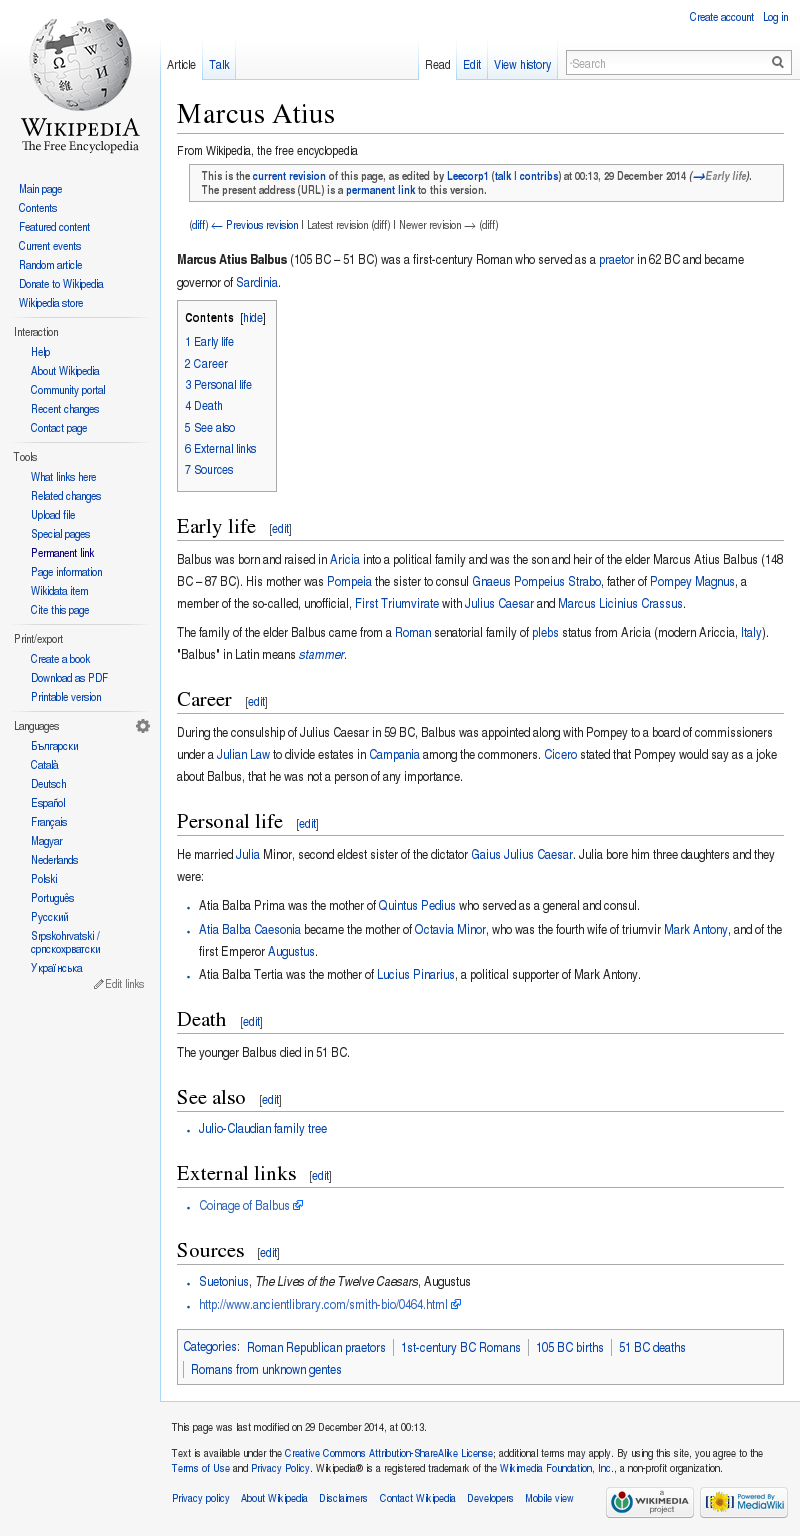 Create account Log in
Article Talk Read Edit View history Search
WIKIPEDIA
The Free Encyclopedia
Main page
Contents
Featured content
Current events
Random article
Donate to Wikipedia
Wikipedia store
Interaction
Help
About Wikipedia
Community portal
Recent changes
Contact page
Tools
What links here
Related changes
Upload file
Special pages
Permanent link
Page information
Wikidata item
Cite this page
Print/export
Create a book
Download as PDF
Printable version
Languages
Български
Català
Deutsch
Español
Français
Magyar
Nederlands
Polski
Português
Русский
Srpskohrvatski /
српскохрватски
Українська
Edit links
Marcus Atius
From Wikipedia, the free encyclopedia
This is the current revision of this page, as edited by Leecorp1 (talk | contribs) at 00:13, 29 December 2014 (→Early life).
The present address (URL) is a permanent link to this version.
(diff) ← Previous revision | Latest revision (diff) | Newer revision → (diff)
Marcus Atius Balbus (105 BC – 51 BC) was a first-century Roman who served as a praetor in 62 BC and became
governor of Sardinia.
Contents [hide]
1 Early life
2 Career
3 Personal life
4 Death
5 See also
6 External links
7 Sources
Early life [edit]
Balbus was born and raised in Aricia into a political family and was the son and heir of the elder Marcus Atius Balbus (148
BC – 87 BC). His mother was Pompeia the sister to consul Gnaeus Pompeius Strabo, father of Pompey Magnus, a
member of the so-called, unofficial, First Triumvirate with Julius Caesar and Marcus Licinius Crassus.
The family of the elder Balbus came from a Roman senatorial family of plebs status from Aricia (modern Ariccia, Italy).
"Balbus" in Latin means stammer.
Career [edit]
During the consulship of Julius Caesar in 59 BC, Balbus was appointed along with Pompey to a board of commissioners
under a Julian Law to divide estates in Campania among the commoners. Cicero stated that Pompey would say as a joke
about Balbus, that he was not a person of any importance.
Personal life [edit]
He married Julia Minor, second eldest sister of the dictator Gaius Julius Caesar. Julia bore him three daughters and they
were:
• Atia Balba Prima was the mother of Quintus Pedius who served as a general and consul.
• Atia Balba Caesonia became the mother of Octavia Minor, who was the fourth wife of triumvir Mark Antony, and of the
first Emperor Augustus.
• Atia Balba Tertia was the mother of Lucius Pinarius, a political supporter of Mark Antony.
Death [edit]
The younger Balbus died in 51 BC.
See also [edit]
• Julio-Claudian family tree
External links [edit]
• Coinage of Balbus
Sources [edit]
• Suetonius, The Lives of the Twelve Caesars, Augustus
• http://www.ancientlibrary.com/smith-bio/0464.html
Categories: Roman Republican praetors | 1st-century BC Romans | 105 BC births | 51 BC deaths
| Romans from unknown gentes
This page was last modified on 29 December 2014, at 00:13.
Text is available under the Creative Commons Attribution-ShareAlike License; additional terms may apply. By using this site, you agree to the
Terms of Use and Privacy Policy. Wikipedia® is a registered trademark of the Wikimedia Foundation, Inc., a non-profit organization.
Privacy policy About Wikipedia Disclaimers Contact Wikipedia Developers Mobile view
a
WIKIMEDIA
project
Powered By
MediaWiki